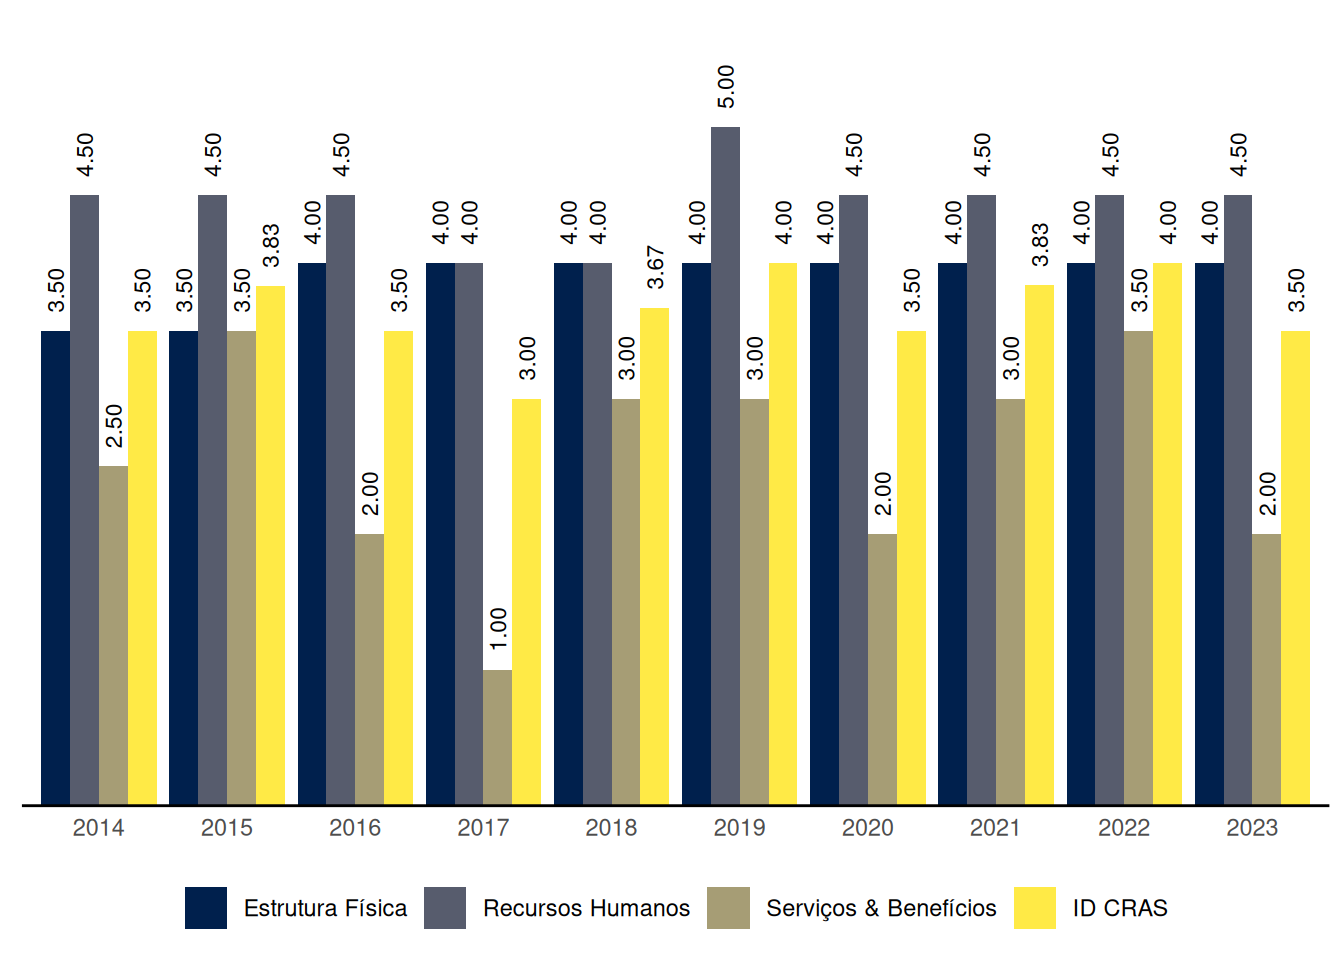 5.00
4.50 4.50 4.50 4.50 4.50 4.50 4.50
4.00 4.00 4.00 4.00 4.00 4.00 4.00 4.00 4.00 4.00 4.00 4.00
3.83 3.83
3.67
3.50 3.50 3.50 3.50 3.50 3.50 3.50 3.50
3.00 3.00 3.00 3.00
2.50
2.00 2.00 2.00
1.00
2014 2015 2016 2017 2018 2019 2020 2021 2022 2023
Estrutura Física Recursos Humanos Serviços & Benefícios ID CRAS